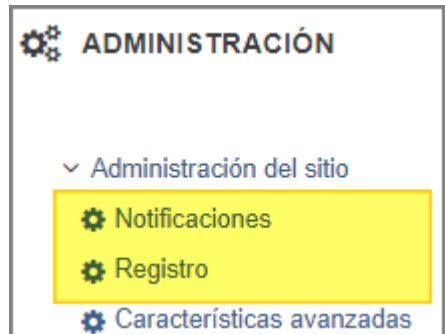 ADMINISTRACIÓN
Administración del sitio
Notificaciones
Registro
Características avanzadas